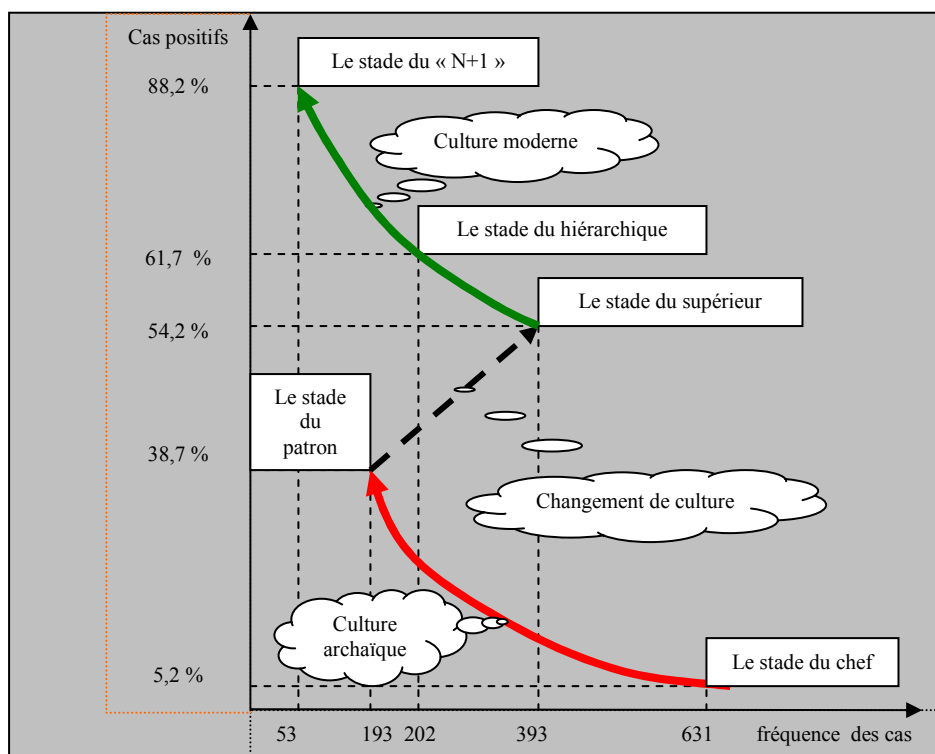 Cas positifs
Le stade du « N+1 »
88,2 %
Culture moderne
Le stade du hiérarchique
61,7 %
Le stade du supérieur
54,2 %
Le stade
du
patron
38,7 %
Changement de culture
Culture
archaïque
Le stade du chef
5,2 %
53 193 202 393 631 fréquence des cas